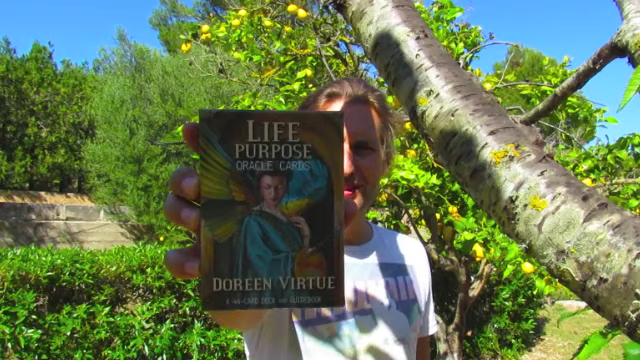 LIFE
PURPOSE
ORACLE CARDS
DOREEN VIRTUE
A 44-CARD DECK AND GUIDEBOOK